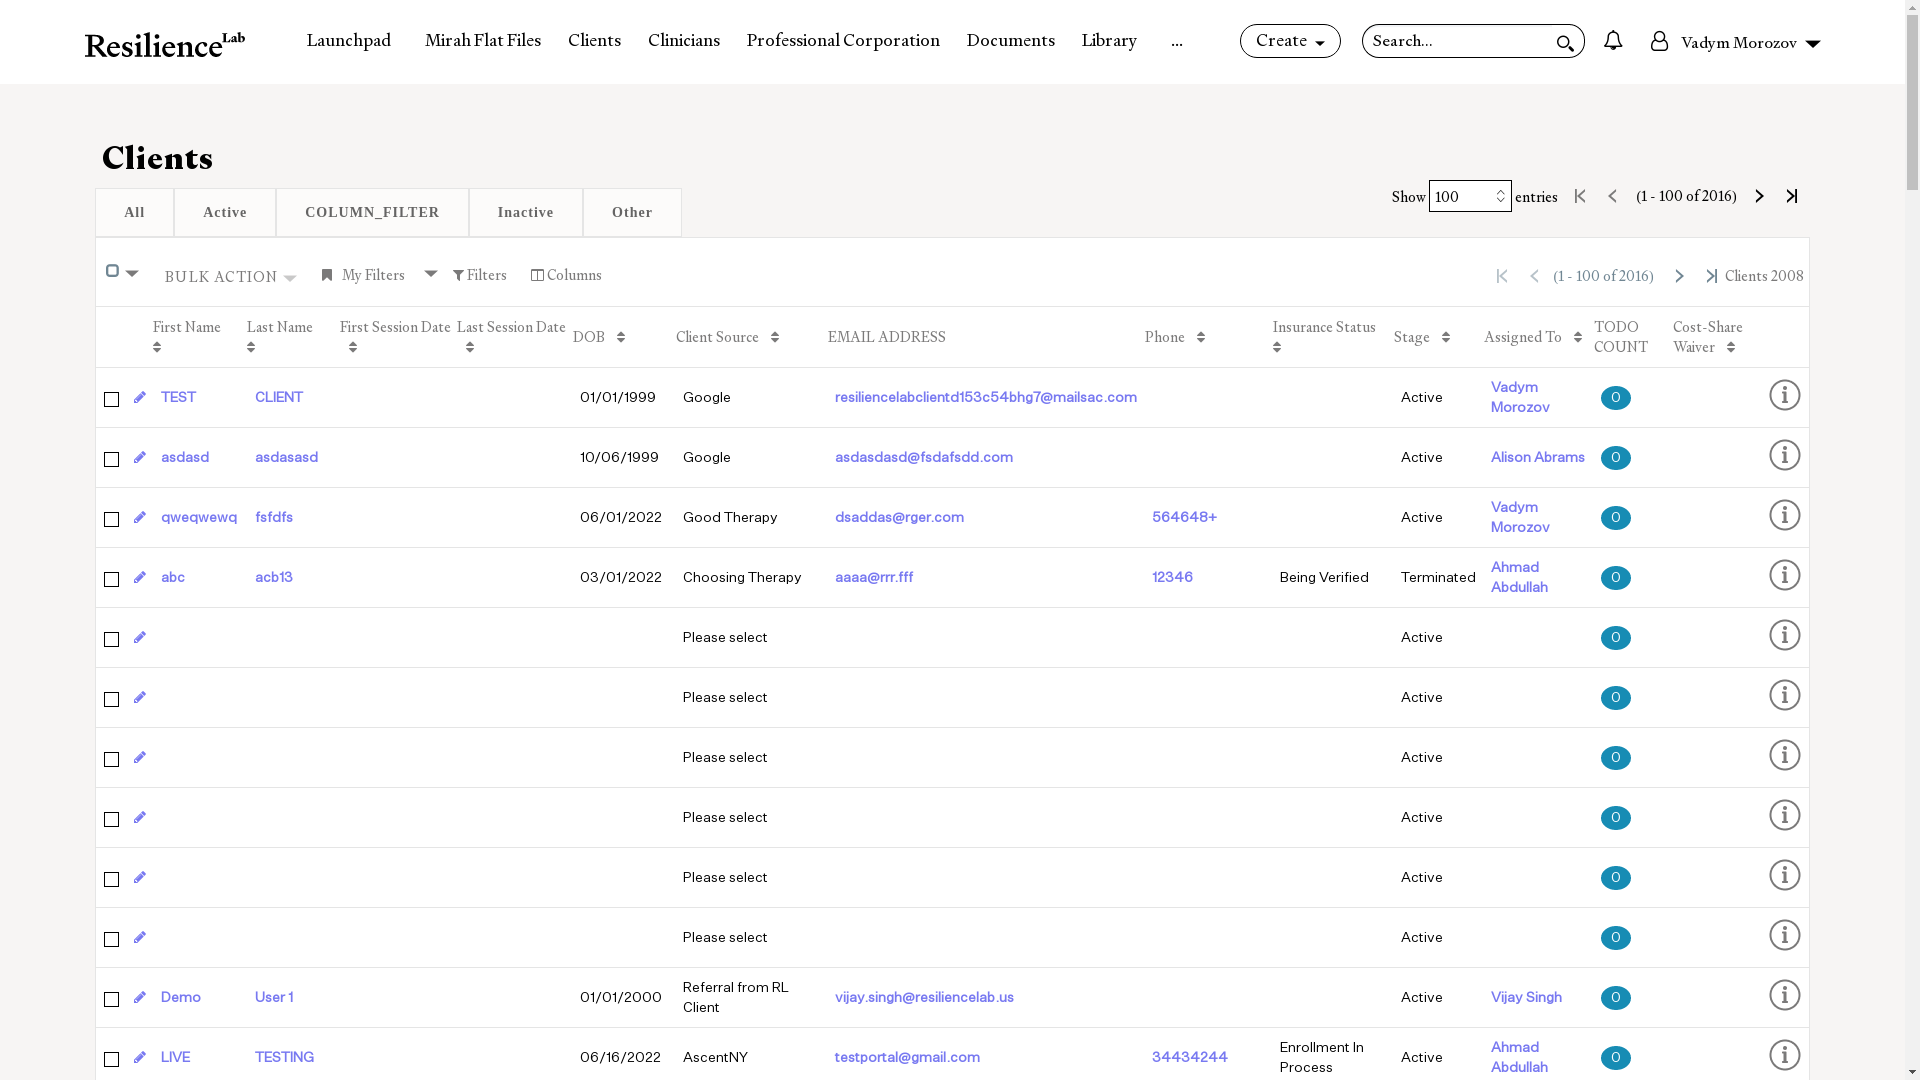 ResilienceLab Launchpad Mirah Flat Files Clients Clinicians Professional Corporation Documents Library ... Create Search... Vadym Morozov
Clients
All Active COLUMN_FILTER Inactive Other
Show 100 entries (1 - 100 of 2016)
BULK ACTION My Filters Filters Columns (1 - 100 of 2016) Clients 2008
First Name Last Name First Session Date Last Session Date DOB Client Source EMAIL ADDRESS Phone Insurance Status Stage Assigned To TODO COUNT Cost-Share Waiver
TEST CLIENT 01/01/1999 Google resiliencelabclientd153c54bhg7@mailsac.com Active Vadym Morozov 0
asdasd asdasasd 10/06/1999 Google asdasdasd@fsdafsdd.com Active Alison Abrams 0
qweqwewq fsfdfs 06/01/2022 Good Therapy dsaddas@rger.com 564648+ Active Vadym Morozov 0
abc acb13 03/01/2022 Choosing Therapy aaaa@rrr.fff 12346 Being Verified Terminated Ahmad Abdullah 0
Please select Active 0
Please select Active 0
Please select Active 0
Please select Active 0
Please select Active 0
Please select Active 0
Demo User 1 01/01/2000 Referral from RL Client vijay.singh@resiliencelab.us Active Vijay Singh 0
LIVE TESTING 06/16/2022 AscentNY testportal@gmail.com 34434244 Enrollment In Process Active Ahmad Abdullah 0